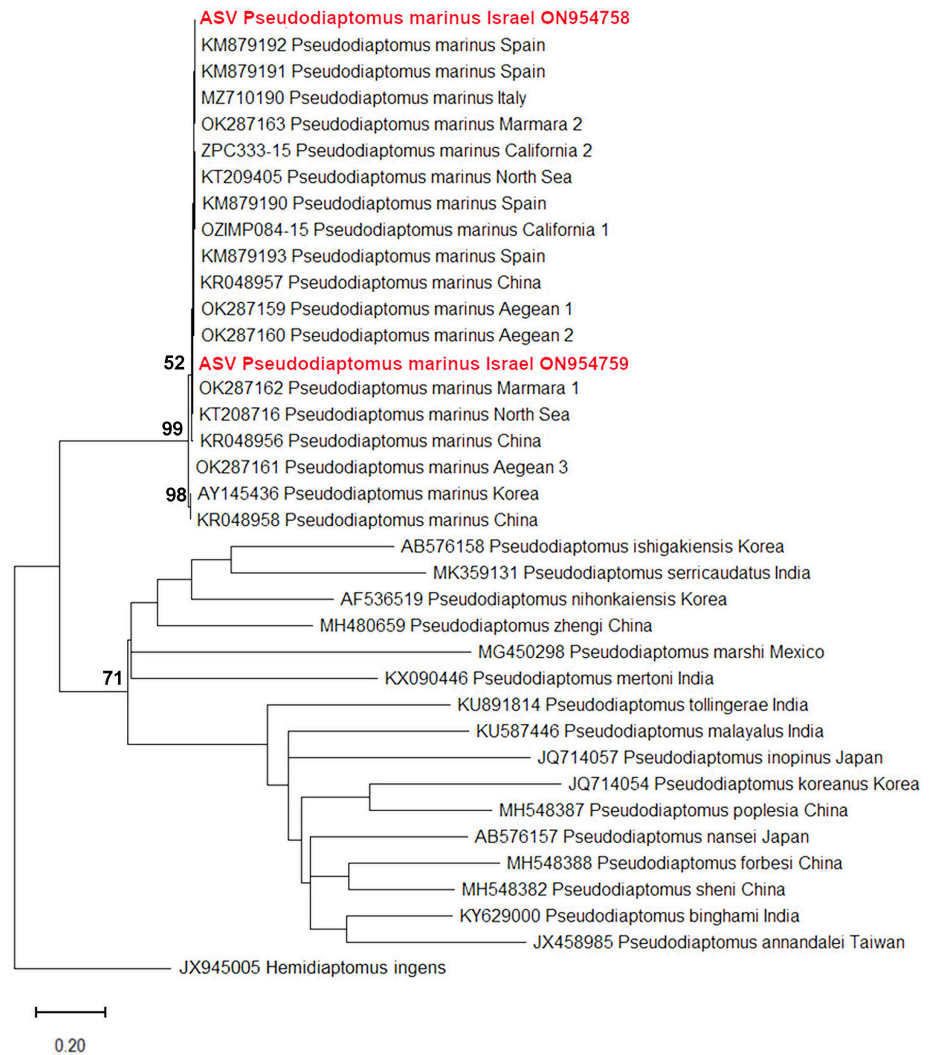 ASV Pseudodiaptomus marinus Israel ON954758
KM879192 Pseudodiaptomus marinus Spain
KM879191 Pseudodiaptomus marinus Spain
MZ710190 Pseudodiaptomus marinus Italy
OK287163 Pseudodiaptomus marinus Marmara 2
ZPC333-15 Pseudodiaptomus marinus California 2
KT209405 Pseudodiaptomus marinus North Sea
KM879190 Pseudodiaptomus marinus Spain
OZIMP084-15 Pseudodiaptomus marinus California 1
KM879193 Pseudodiaptomus marinus Spain
KR048957 Pseudodiaptomus marinus China
OK287159 Pseudodiaptomus marinus Aegean 1
OK287160 Pseudodiaptomus marinus Aegean 2
52 ASV Pseudodiaptomus marinus Israel ON954759
OK287162 Pseudodiaptomus marinus Marmara 1
KT208716 Pseudodiaptomus marinus North Sea
99 KR048956 Pseudodiaptomus marinus China
OK287161 Pseudodiaptomus marinus Aegean 3
98 AY145436 Pseudodiaptomus marinus Korea
KR048958 Pseudodiaptomus marinus China
AB576158 Pseudodiaptomus ishigakiensis Korea
MK359131 Pseudodiaptomus serricaudatus India
AF536519 Pseudodiaptomus nihonkaiensis Korea
MH480659 Pseudodiaptomus zhengi China
MG450298 Pseudodiaptomus marshi Mexico
71 KX090446 Pseudodiaptomus mertoni India
KU891814 Pseudodiaptomus tollingerae India
KU587446 Pseudodiaptomus malayalus India
JQ714057 Pseudodiaptomus inopinus Japan
JQ714054 Pseudodiaptomus koreanus Korea
MH548387 Pseudodiaptomus poplesia China
AB576157 Pseudodiaptomus nansei Japan
MH548388 Pseudodiaptomus forbesi China
MH548382 Pseudodiaptomus sheni China
KY629000 Pseudodiaptomus binghami India
JX458985 Pseudodiaptomus annandalei Taiwan
JX945005 Hemidiaptomus ingens
0.20